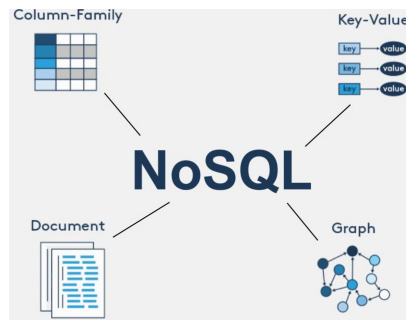 Column-Family
Key-Value
key value
key value
key value
NoSQL
Document
Graph